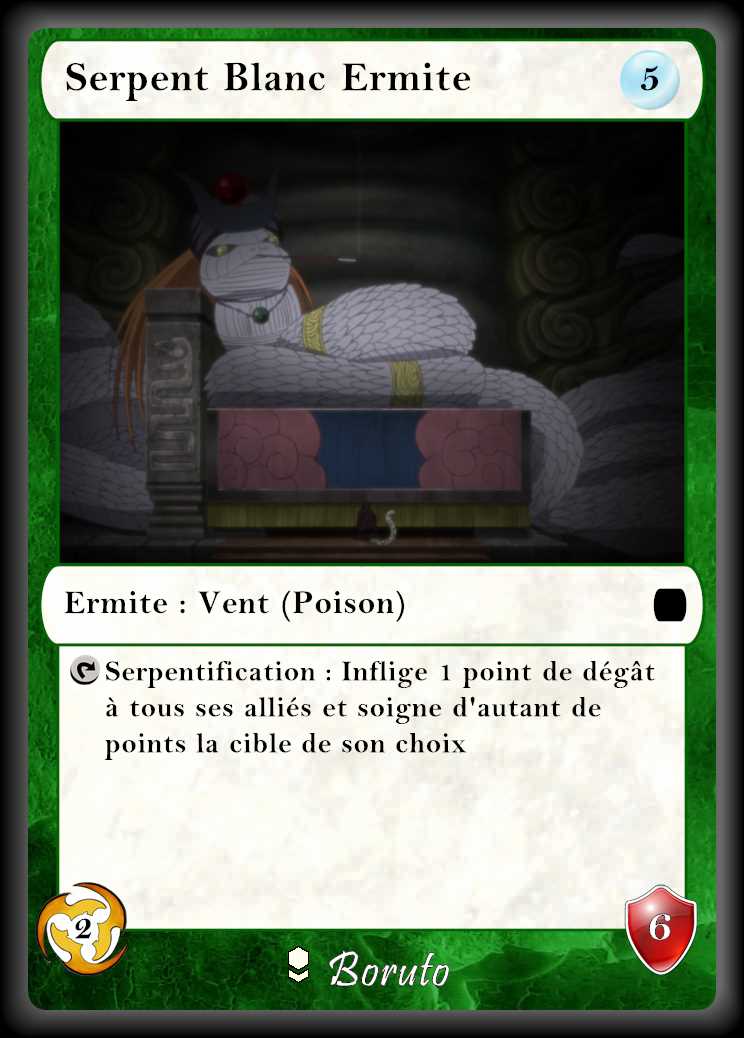 Serpent Blanc Ermite
5
Ermite : Vent (Poison)
Serpentification : Inflige 1 point de dégât
à tous ses alliés et soigne d'autant de
points la cible de son choix
2
6
Boruto